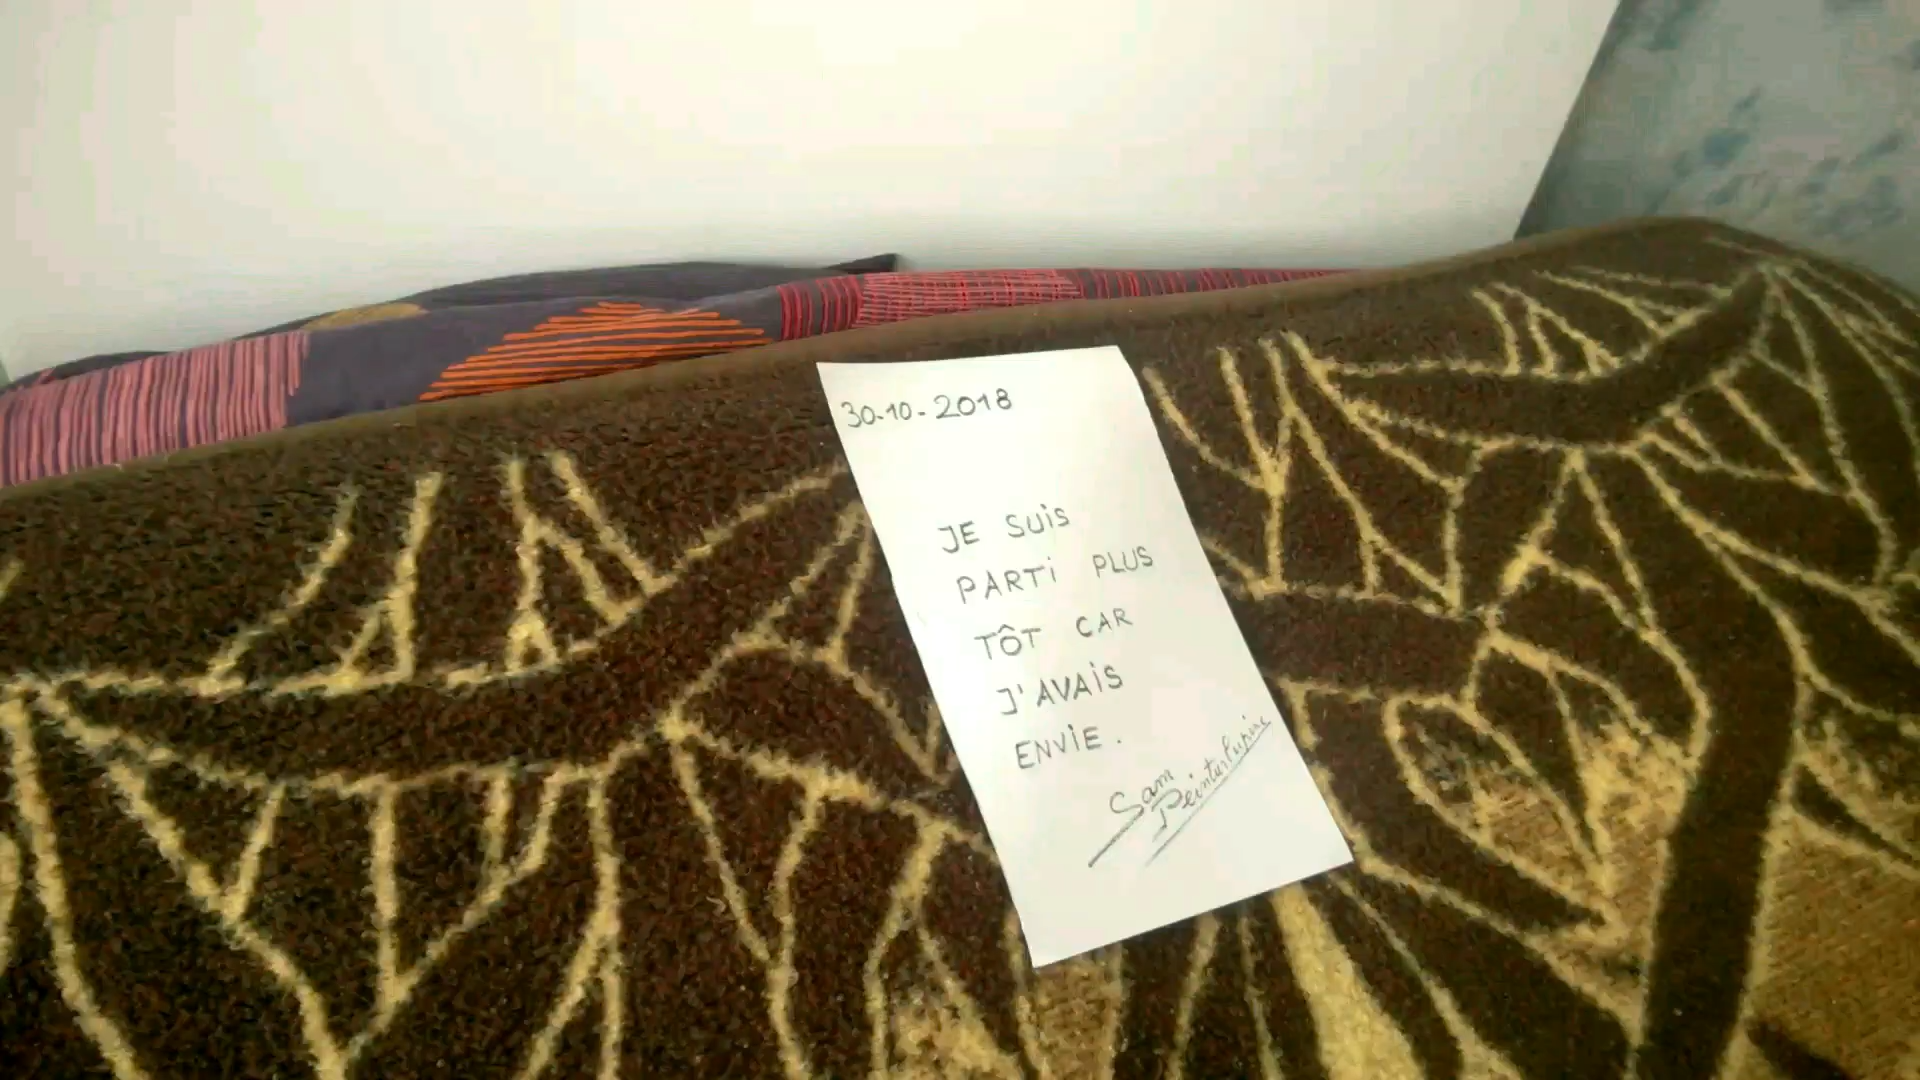 30-10-2018
JE SUIS
PARTI PLUS
TÔT CAR
J'AVAIS
ENVIE.
Sam